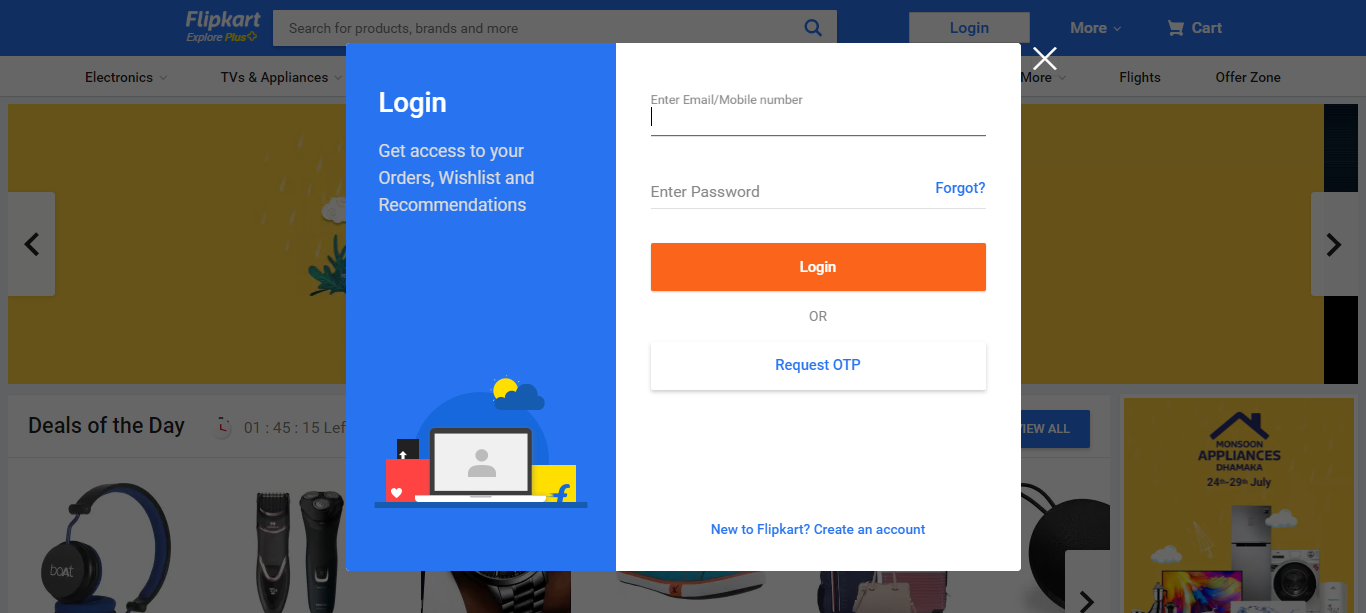 Flipkart
Explore Plus
Search for products, brands and more
Login
More
Cart
Electronics
TVs & Appliances
More
Flights
Offer Zone
Login
Get access to your
Orders, Wishlist and
Recommendations
Enter Email/Mobile number
Enter Password
Forgot?
Login
OR
Request OTP
New to Flipkart? Create an account
Deals of the Day
01 : 45 : 15 Lef
VIEW ALL
MONSOON
APPLIANCES
DHAMAKA
24th-29th July
boAt